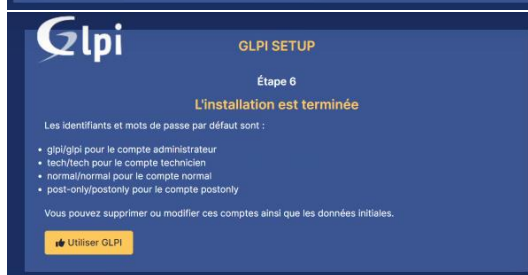 Glpi
GLPI SETUP
Étape 6
L'installation est terminée
Les identifiants et mots de passe par défaut sont :
• glpi/glpi pour le compte administrateur
• tech/tech pour le compte technicien
• normal/normal pour le compte normal
• post-only/postonly pour le compte postonly
Vous pouvez supprimer ou modifier ces comptes ainsi que les données initiales.
Utiliser GLPI